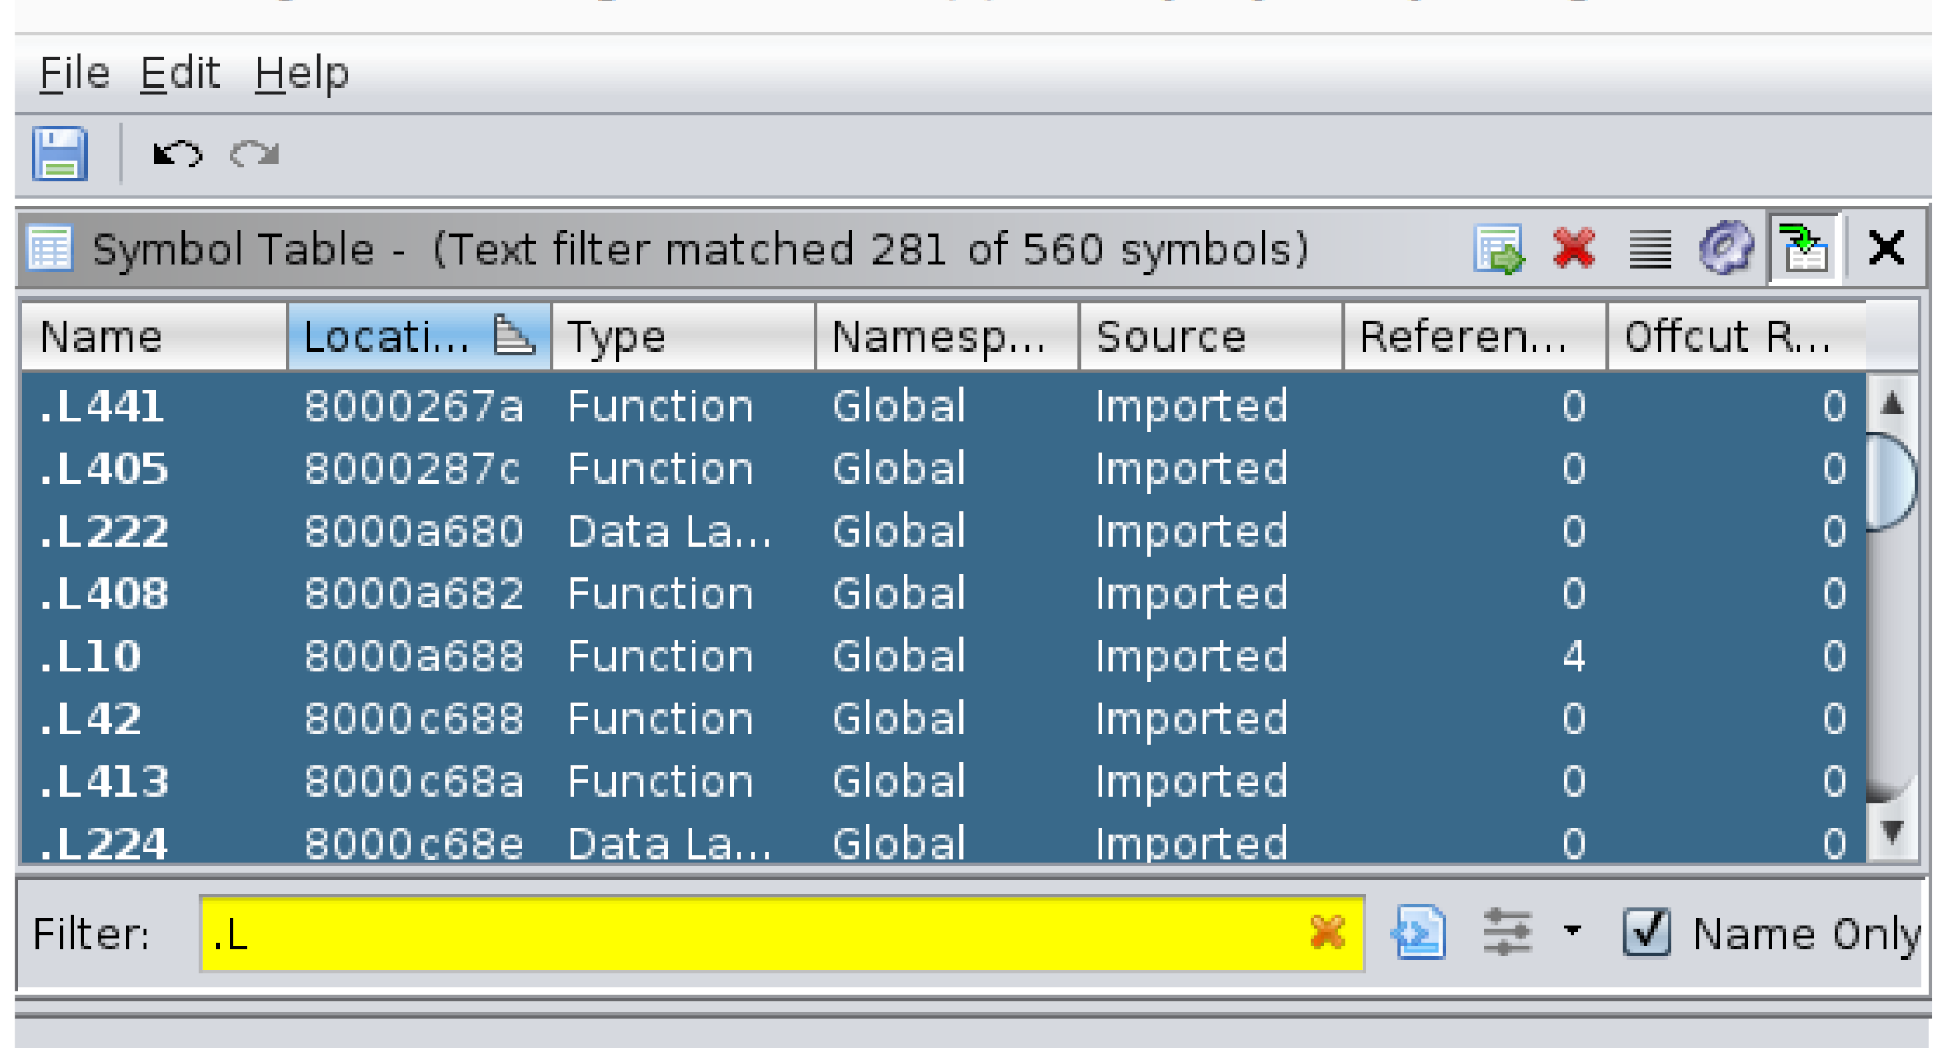 File Edit Help
Symbol Table - (Text filter matched 281 of 560 symbols)
Name Locati... Type Namesp... Source Referen... Offcut R...
.L441 8000267a Function Global Imported 0 0
.L405 8000287c Function Global Imported 0 0
.L222 8000a680 Data La... Global Imported 0 0
.L408 8000a682 Function Global Imported 0 0
.L10 8000a688 Function Global Imported 4 0
.L42 8000c688 Function Global Imported 0 0
.L413 8000c68a Function Global Imported 0 0
.L224 8000c68e Data La... Global Imported 0 0
Filter: .L Name Only